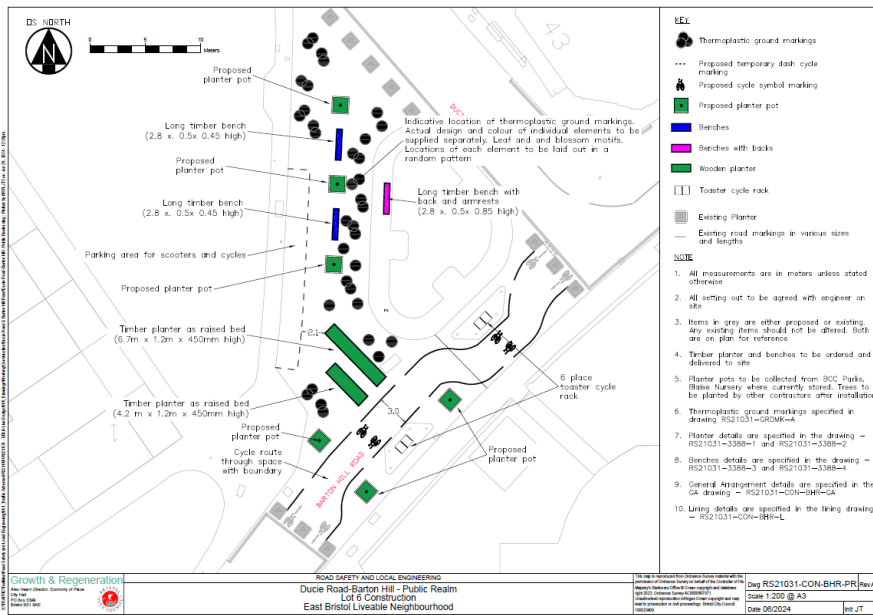 OS NORTH
0 5 10
Meters
Proposed
planter pot
Long timber bench
(2.8 x. 0.5x 0.45 high)
Proposed
planter pot
Long timber bench
(2.8 x. 0.5x 0.45 high)
Parking area for scooters and cycles
Proposed planter pot
Timber planter as raised bed
(6.7m x 1.2m x 450mm high)
Timber planter as raised bed
(4.2 m x 1.2m x 450mm high)
Proposed
planter pot
Cycle route
through space
with boundary
Indicative location of thermoplastic ground markings.
Actual design and colour of individual elements to be
supplied separately. Leaf and and blossom motifs.
Locations of each element to be laid out in a
random pattern
Long timber bench with
back and armrests
(2.8 x. 0.5x 0.85 high)
6 place
toaster cycle
rack
Proposed
planter pot
2.1
3.0
43
BARTON HILL ROAD
KEY
Thermoplastic ground markings
Proposed temporary dash cycle
marking
Proposed cycle symbol marking
Proposed planter pot
Benches
Benches with backs
Wooden planter
Toaster cycle rack
Existing Planter
Existing road markings in various sizes
and lengths
NOTE
1. All measurements are in meters unless stated
otherwise
2. All setting out to be agreed with engineer on
site
3. Items in grey are either proposed or existing.
Any existing items should not be altered. Both
are on plan for reference
4. Timber planter and benches to be ordered and
delivered to site
5. Planter pots to be collected from BCC Parks,
Blaise Nursery where currently stored. Trees to
be planted by other contractors after installation
6. Thermoplastic ground markings specified in
drawing RS21031-GRDMK-A
7. Planter details are specified in the drawing –
RS21031-3388-1 and RS21031-3388-2
8. Benches details are specified in the drawing –
RS21031-3388-3 and RS21031-3388-4
9. General Arrangement details are specified in the
GA drawing – RS21031-CON-BHR-GA
10. Lining details are specified in the lining drawing
– RS21031-CON-BHR-L
Growth & Regeneration
City Hall
ROAD SAFETY AND LOCAL ENGINEERING
Ducie Road-Barton Hill - Public Realm
Lot 6 Construction
East Bristol Liveable Neighbourhood
Dwg RS21031-CON-BHR-PR Rev A
Scale 1:200 @ A3
Date 06/2024 Init JT